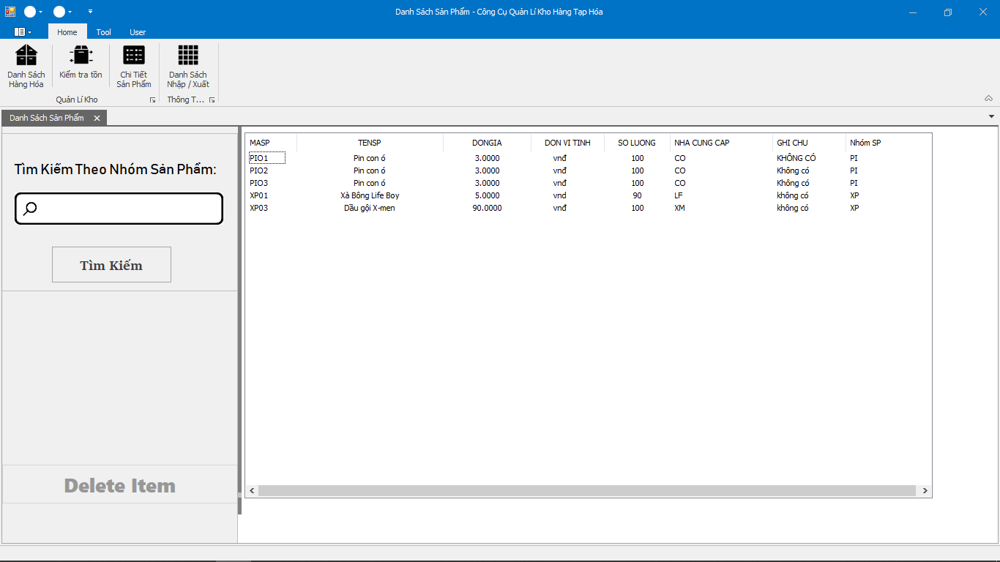 Danh Sách Sản Phẩm - Công Cụ Quản Lí Kho Hàng Tạp Hóa
Home Tool User
Danh Sách Hàng Hóa
Kiểm tra tồn
Chi Tiết Sản Phẩm
Danh Sách Nhập / Xuất
Quản Lí Kho Thông T...
Danh Sách Sản Phẩm
Tìm Kiếm Theo Nhóm Sản Phẩm:
Tìm Kiếm
Delete Item
MASP TENSP DONGIA DON VI TINH SO LUONG NHA CUNG CAP GHI CHU Nhóm SP
PIO1 Pin con ó 3.0000 vnđ 100 CO KHÔNG CÓ PI
PIO2 Pin con ó 3.0000 vnđ 100 CO Không có PI
PIO3 Pin con ó 3.0000 vnđ 100 CO Không có PI
XP01 Xà Bông Life Boy 5.0000 vnd 90 LF không có XP
XP03 Dầu gội X-men 90.0000 vnđ 100 XM không có XP